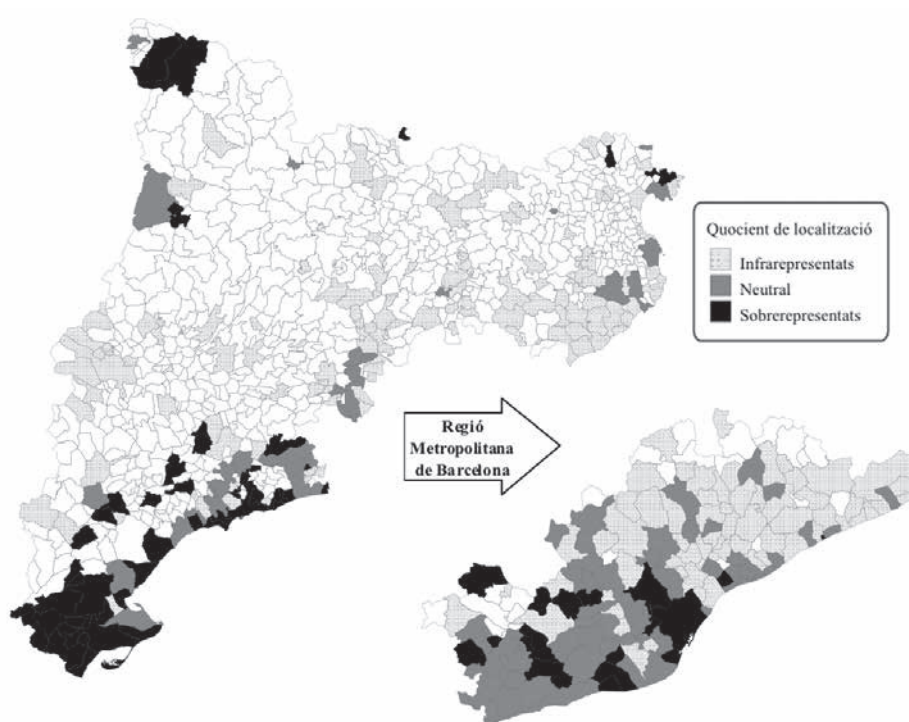 Quocient de localització
Infrarepresentats
Neutral
Sobrerepresentats
Regió
Metropolitana
de Barcelona